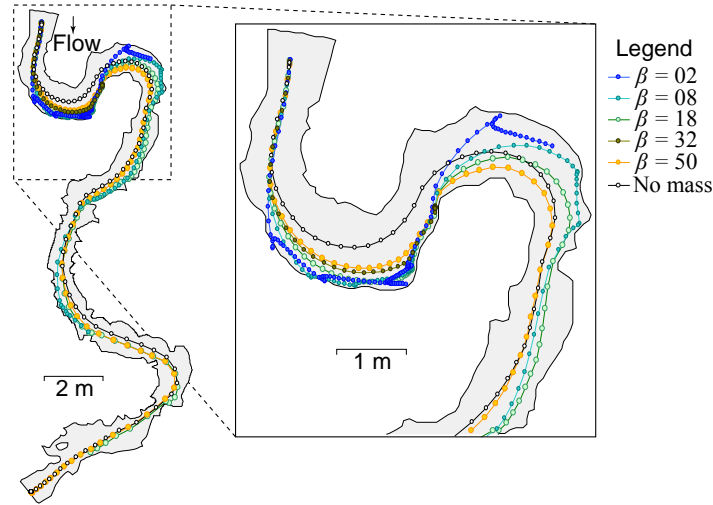 Flow
2 m
1 m
Legend
β = 02
β = 08
β = 18
β = 32
β = 50
No mass